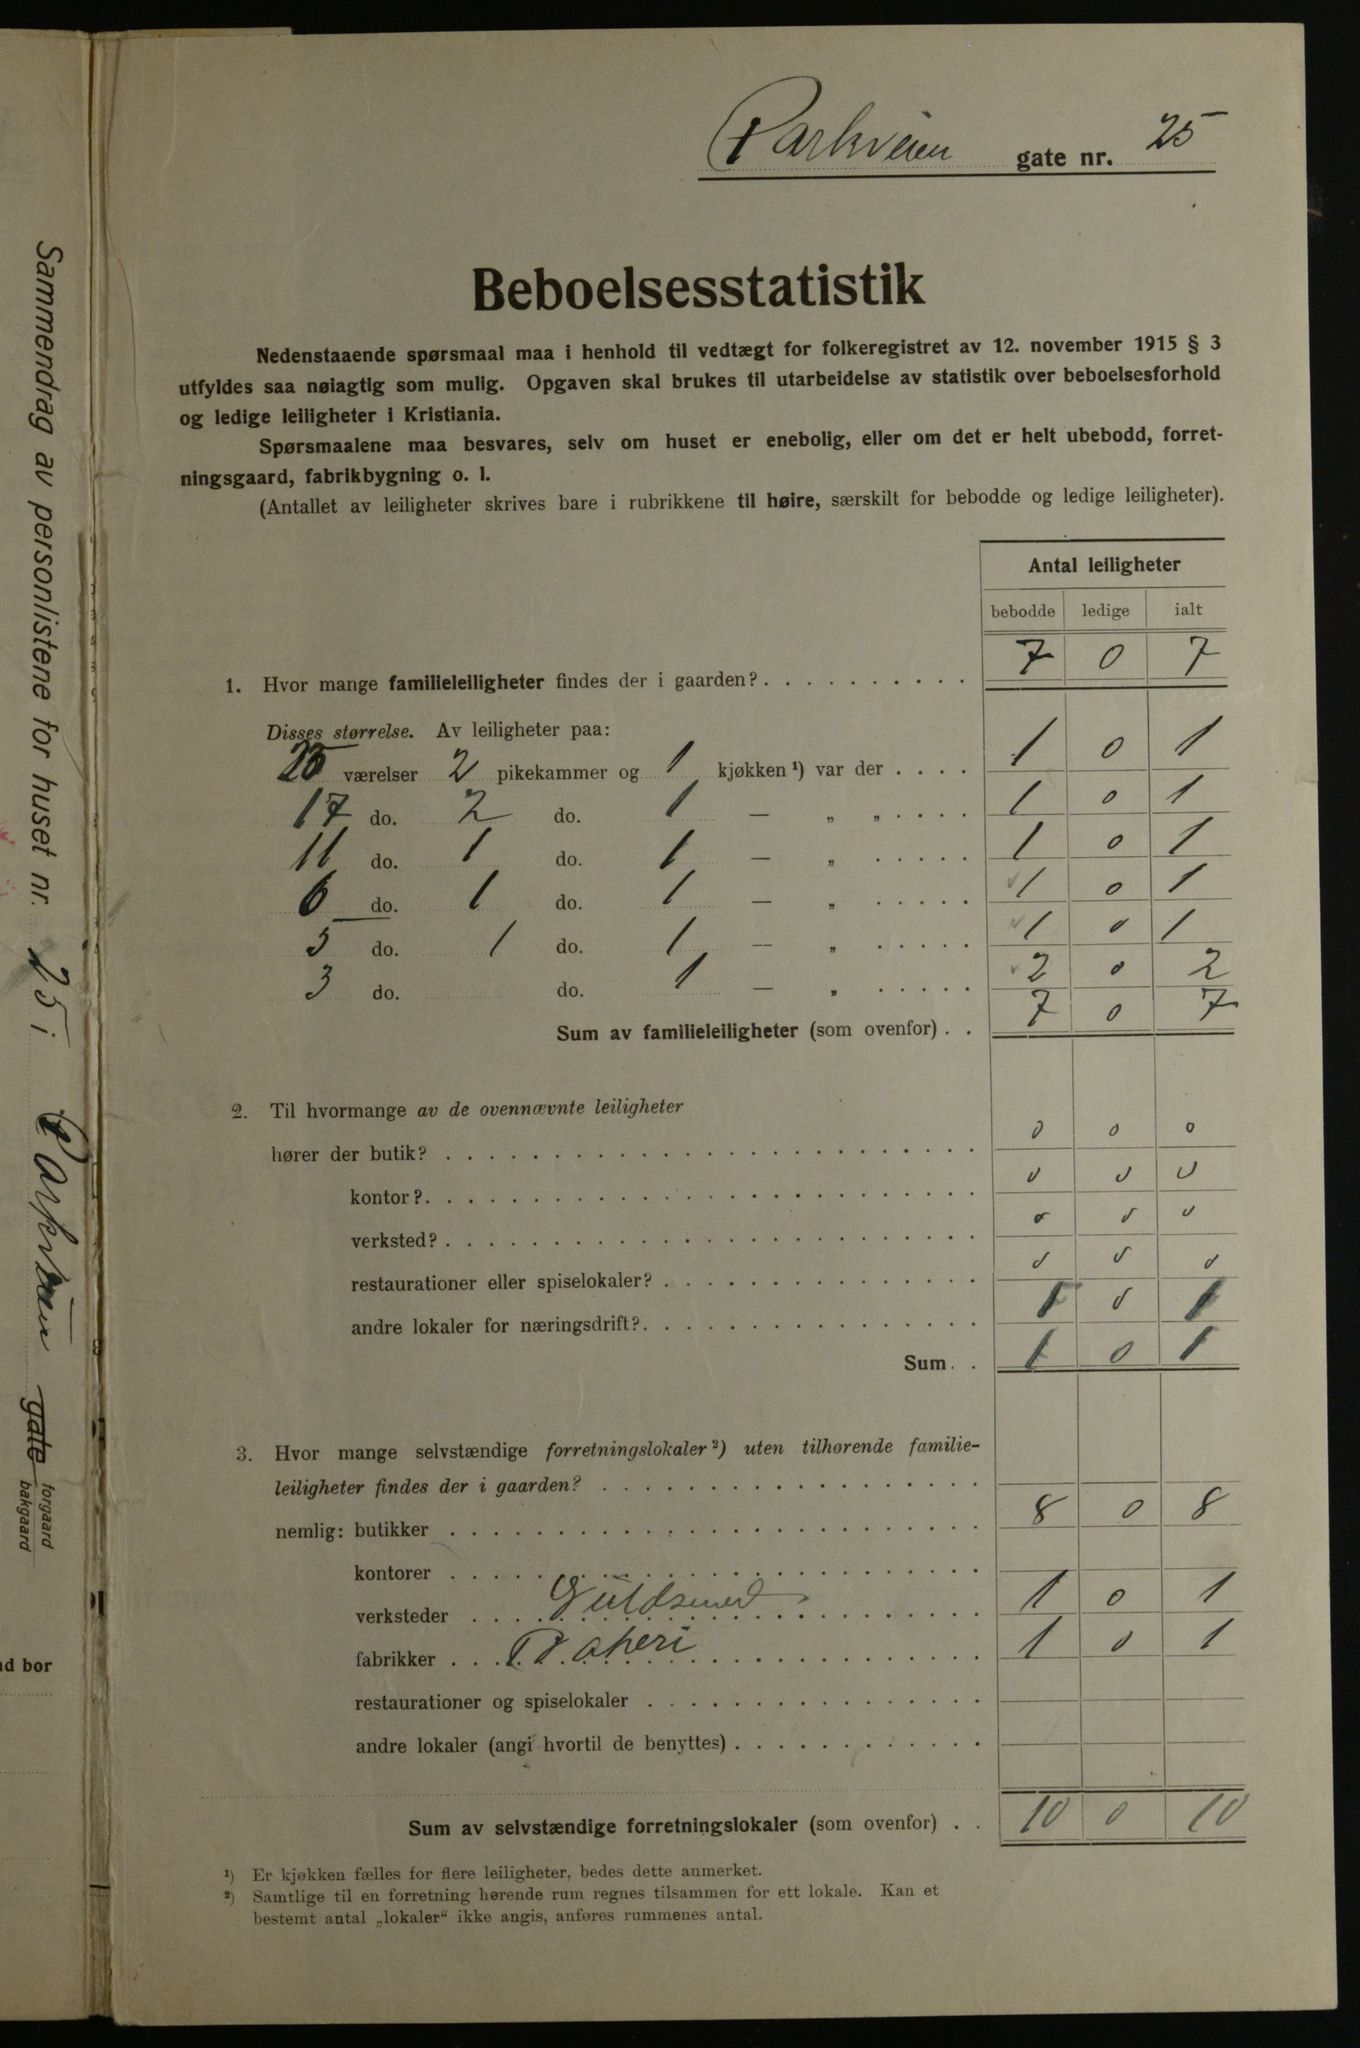 Parkveien gate nr. 25
Beboelsesstatistik
Nedenstaaende spørsmaal maa i henhold til vedtægt for folkeregistret av 12. november 1915 § 3
utfyldes saa nøiagtig som mulig. Opgaven skal brukes til utarbeidelse av statistik over beboelsesforhold
og ledige leiligheter i Kristiania.
Spørsmaalene maa besvares, selv om huset er enebolig, eller om det er helt ubebodd, forret-
ningsgaard, fabrikbygning o. l.
(Antallet av leiligheter skrives bare i rubrikkene til høire, særskilt for bebodde og ledige leiligheter).
Antal leiligheter
bebodde ledige ialt
1. Hvor mange familieleiligheter findes der i gaarden? . . . . . . . . . . 7 0 7
Disses størrelse. Av leiligheter paa:
25 værelser 2 pikekammer og 1 kjøkken ¹) var der . . . . 1 0 1
17 do. 2 do. 1 — „ „ . . . . . 1 0 1
11 do. 1 do. 1 — „ . . . . . 1 0 1
6 do. 1 do. 1 — „ . . . . . 1 0 1
5 do. 1 do. 1 — „ . . . . . 1 0 1
3 do. do. 1 — „ . . . . . 2 0 2
Sum av familieleiligheter (som ovenfor) . . 7 0 7
2. Til hvormange av de ovennævnte leiligheter
hører der butik? . . . . . 0 0 0
kontor? . . . . . 0 0 0
verksted? . . . . . 0 0 0
restaurationer eller spiselokaler? . . . . . 0 0 0
andre lokaler for næringsdrift? . . . . . 1 0 1
Sum . . 1 0 1
3. Hvor mange selvstændige forretningslokaler ²) uten tilhørende familie-
leiligheter findes der i gaarden? . . . . .
nemlig: butikker . . . . . 8 0 8
kontorer . . . . .
verksteder . . . Guldsmed . . . 1 0 1
fabrikker . . . . . 1 0 1
restaurationer og spiselokaler . . . . .
andre lokaler (angi hvortil de benyttes) . . . . .
Sum av selvstændige forretningslokaler (som ovenfor) . . 10 0 10
¹) Er kjøkken fælles for flere leiligheter, bedes dette anmerket.
²) Samtlige til en forretning hørende rum regnes tilsammen for ett lokale. Kan et
bestemt antal „lokaler“ ikke angis, anføres rummenes antal.
Sammendrag av personlistene for huset nr. 25 i Parkveien gate
forgaard
bakgaard
nd bor